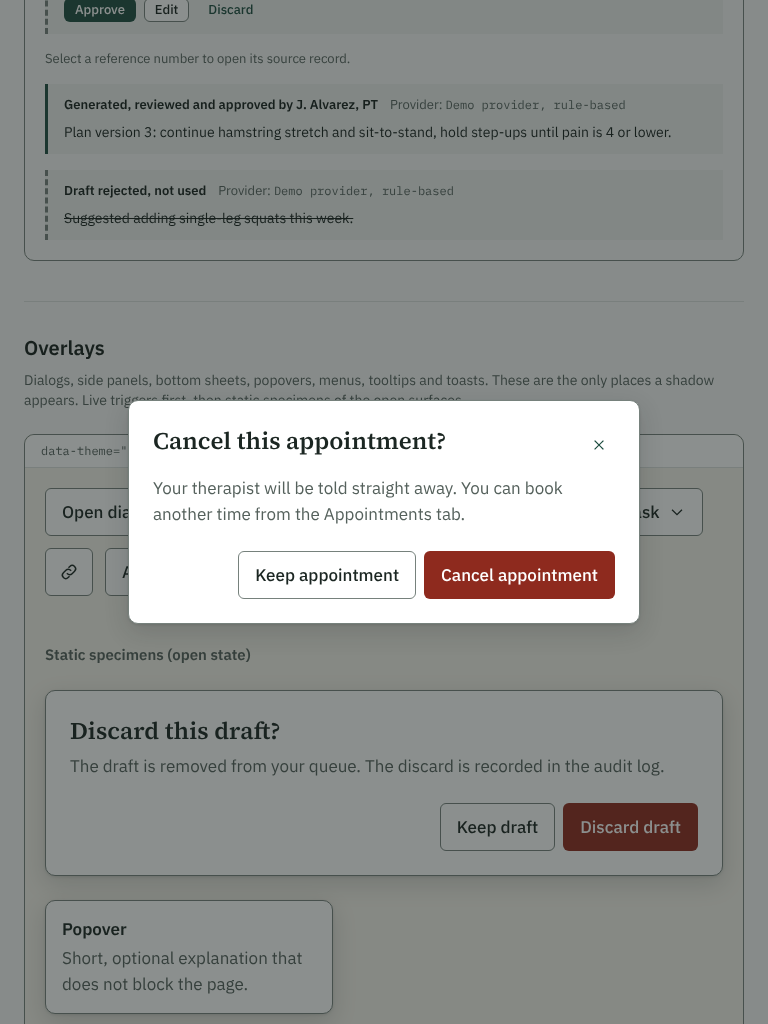 Approve Edit Discard
Select a reference number to open its source record.
Generated, reviewed and approved by J. Alvarez, PT Provider: Demo provider, rule-based
Plan version 3: continue hamstring stretch and sit-to-stand, hold step-ups until pain is 4 or lower.
Draft rejected, not used Provider: Demo provider, rule-based
Suggested adding single-leg squats this week.
Overlays
Dialogs, side panels, bottom sheets, popovers, menus, tooltips and toasts. These are the only places a shadow
appears. Live triggers first, then static specimens of the open surfaces.
data-theme="
Cancel this appointment?
Your therapist will be told straight away. You can book
another time from the Appointments tab.
Keep appointment Cancel appointment
Open
Static specimens (open state)
Discard this draft?
The draft is removed from your queue. The discard is recorded in the audit log.
Keep draft Discard draft
Popover
Short, optional explanation that
does not block the page.